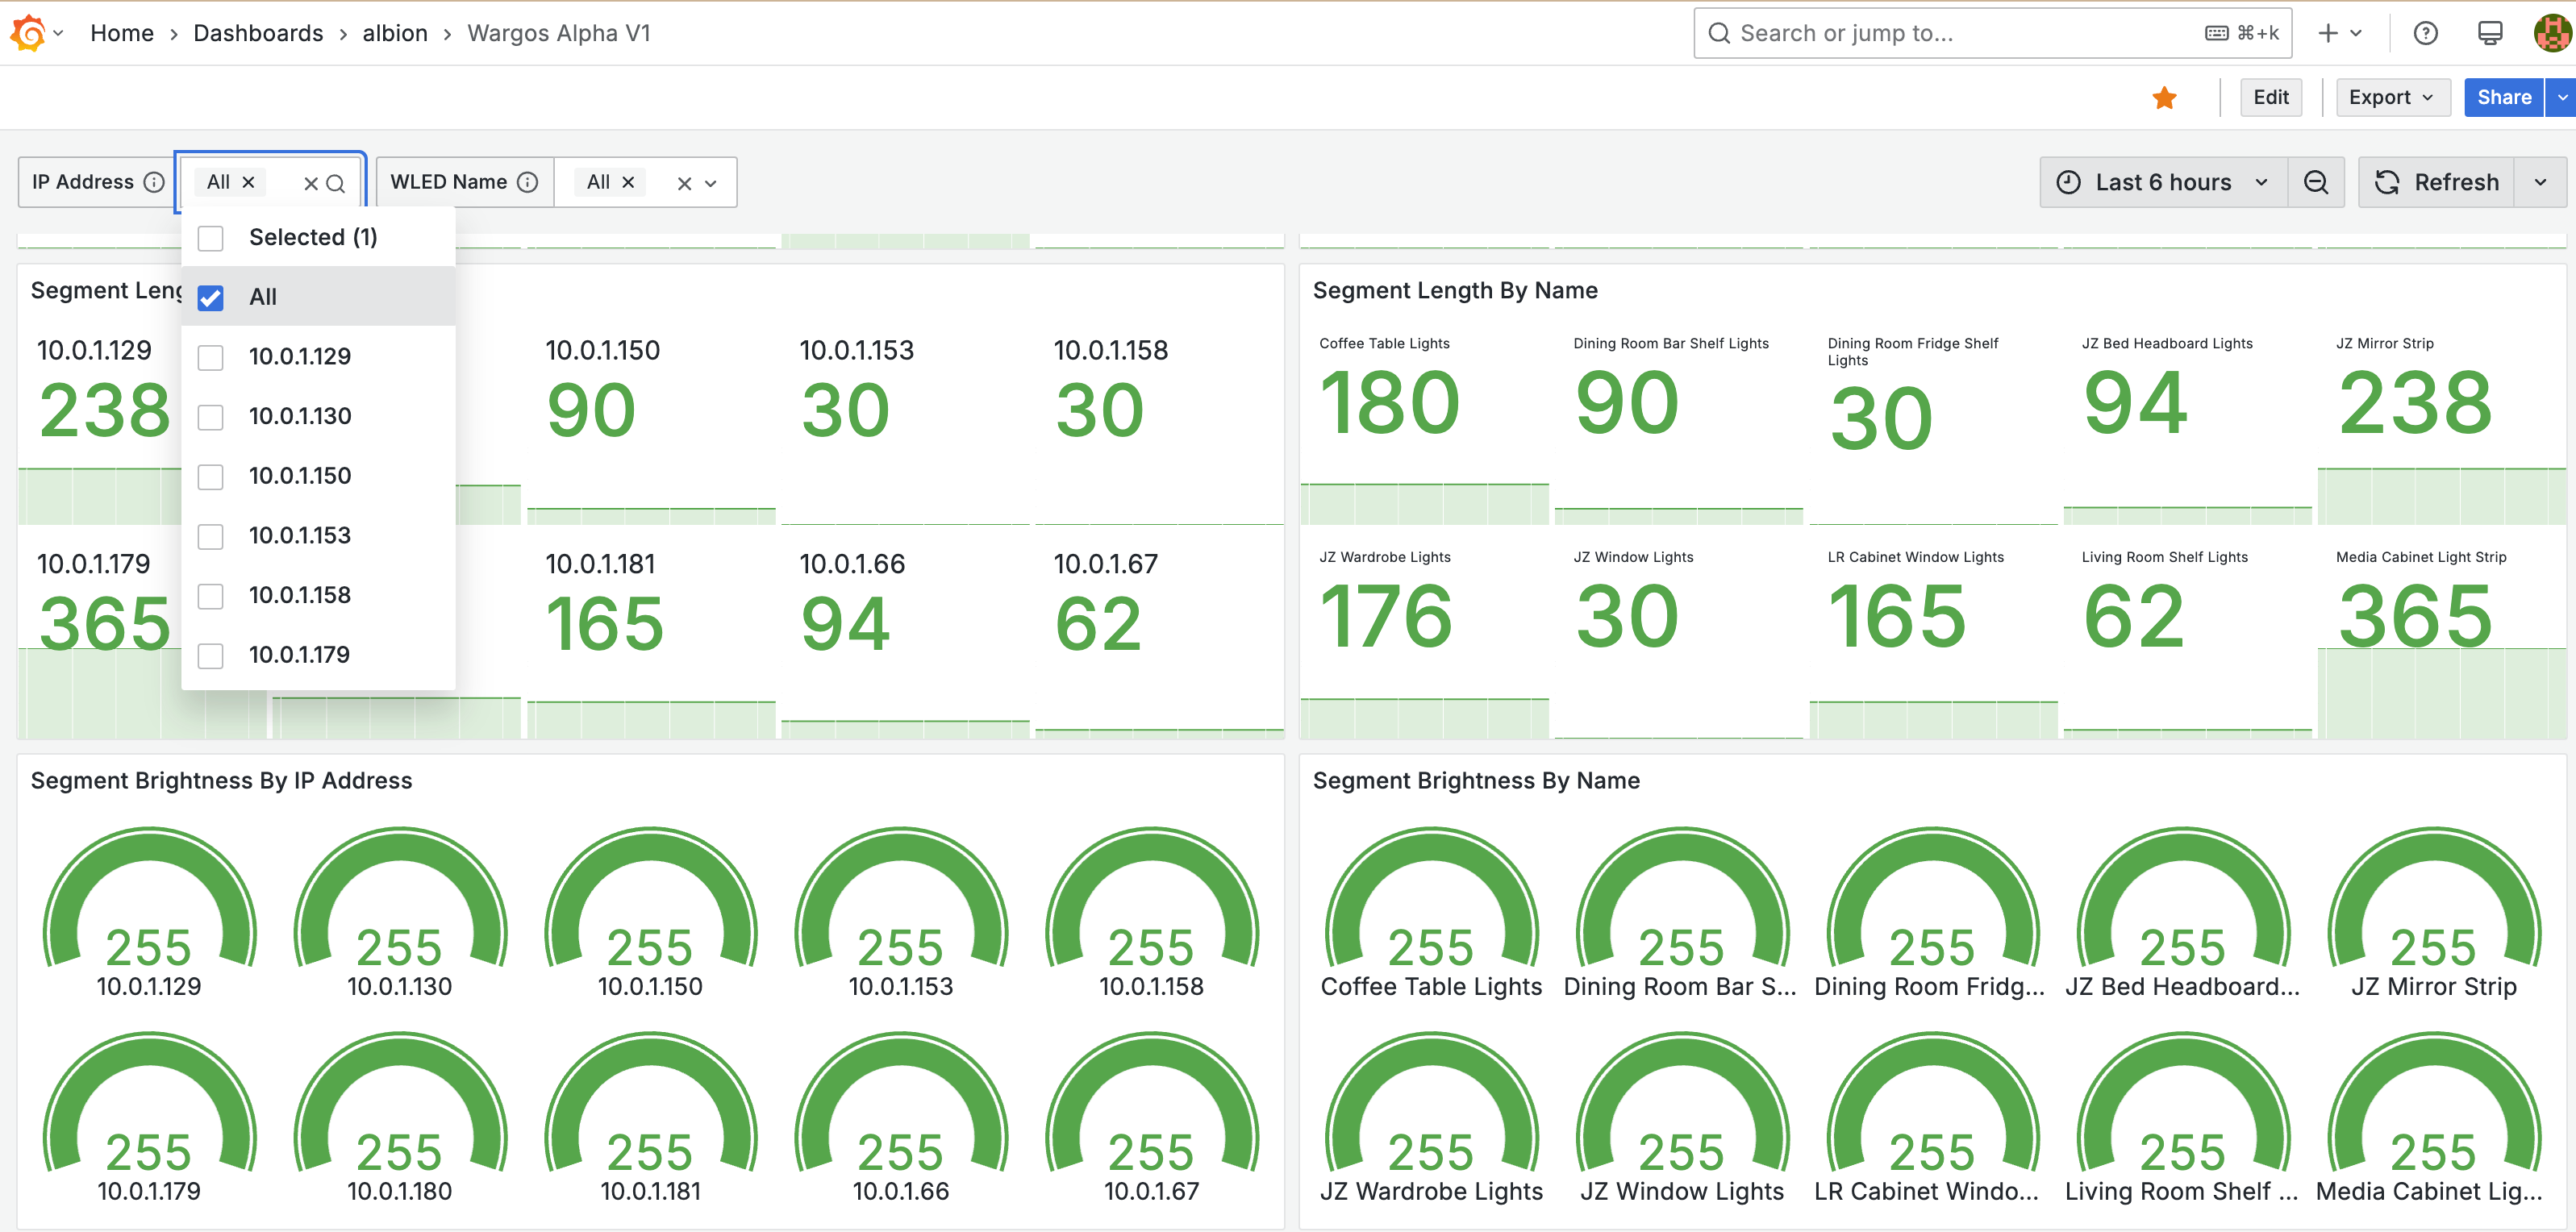 Home › Dashboards › albion › Wargos Alpha V1
Search or jump to... ⌘+k
Edit Export Share
IP Address All WLED Name All Last 6 hours Refresh
Selected (1)
All
10.0.1.129
10.0.1.130
10.0.1.150
10.0.1.153
10.0.1.158
10.0.1.179
Segment Leng
10.0.1.129 10.0.1.150 10.0.1.153 10.0.1.158
238 90 30 30
10.0.1.179 10.0.1.181 10.0.1.66 10.0.1.67
365 165 94 62
Segment Length By Name
Coffee Table Lights Dining Room Bar Shelf Lights Dining Room Fridge Shelf JZ Bed Headboard Lights JZ Mirror Strip
Lights
180 90 30 94 238
JZ Wardrobe Lights JZ Window Lights LR Cabinet Window Lights Living Room Shelf Lights Media Cabinet Light Strip
176 30 165 62 365
Segment Brightness By IP Address
255 255 255 255 255
10.0.1.129 10.0.1.130 10.0.1.150 10.0.1.153 10.0.1.158
255 255 255 255 255
10.0.1.179 10.0.1.180 10.0.1.181 10.0.1.66 10.0.1.67
Segment Brightness By Name
255 255 255 255 255
Coffee Table Lights Dining Room Bar S... Dining Room Fridg... JZ Bed Headboard... JZ Mirror Strip
255 255 255 255 255
JZ Wardrobe Lights JZ Window Lights LR Cabinet Windo... Living Room Shelf ... Media Cabinet Lig...